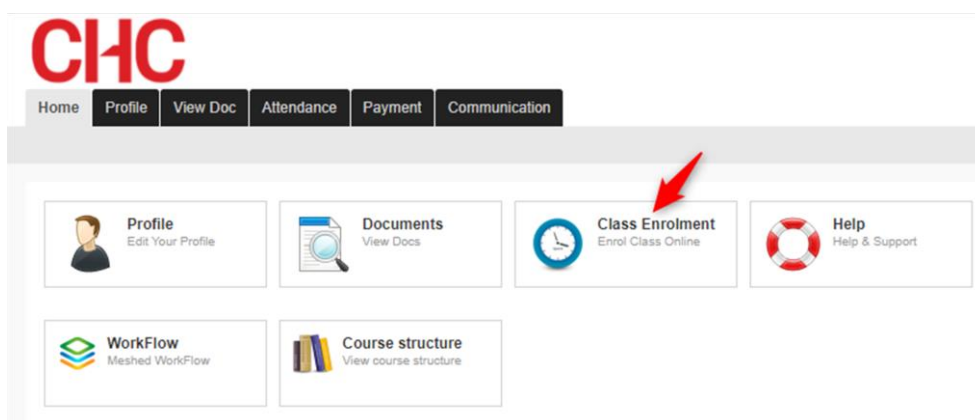 CHC
Home Profile View Doc Attendance Payment Communication
Profile
Edit Your Profile
Documents
View Docs
Class Enrolment
Enrol Class Online
Help
Help & Support
WorkFlow
Meshed WorkFlow
Course structure
View course structure